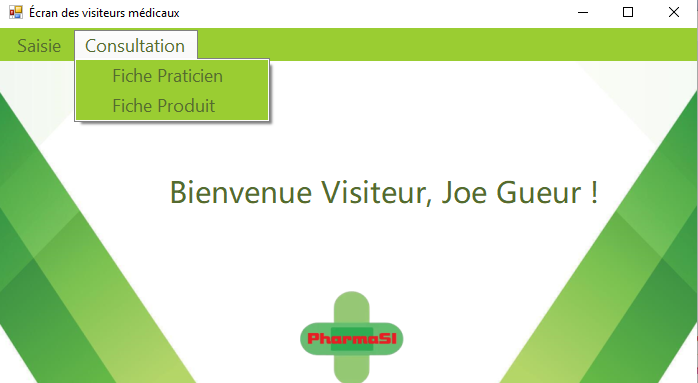 Écran des visiteurs médicaux
Saisie Consultation
Fiche Praticien
Fiche Produit
Bienvenue Visiteur, Joe Gueur !
PharmaSI